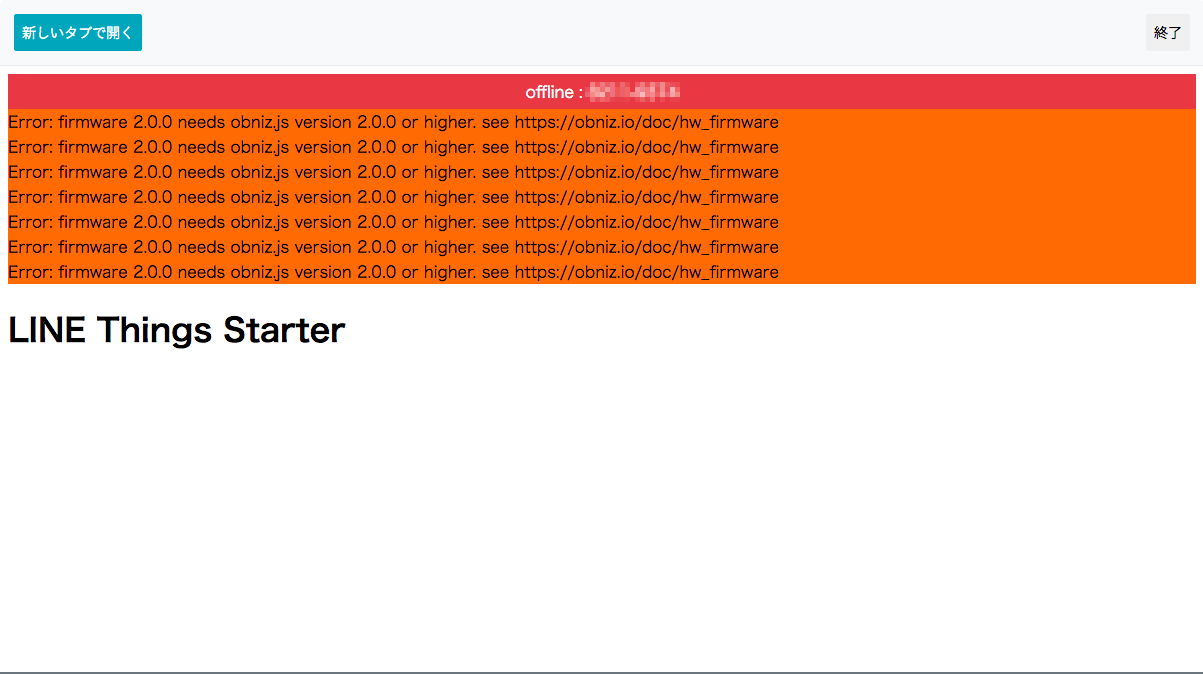 新しいタブで開く
終了
offline :
Error: firmware 2.0.0 needs obniz.js version 2.0.0 or higher. see https://obniz.io/doc/hw_firmware
Error: firmware 2.0.0 needs obniz.js version 2.0.0 or higher. see https://obniz.io/doc/hw_firmware
Error: firmware 2.0.0 needs obniz.js version 2.0.0 or higher. see https://obniz.io/doc/hw_firmware
Error: firmware 2.0.0 needs obniz.js version 2.0.0 or higher. see https://obniz.io/doc/hw_firmware
Error: firmware 2.0.0 needs obniz.js version 2.0.0 or higher. see https://obniz.io/doc/hw_firmware
Error: firmware 2.0.0 needs obniz.js version 2.0.0 or higher. see https://obniz.io/doc/hw_firmware
Error: firmware 2.0.0 needs obniz.js version 2.0.0 or higher. see https://obniz.io/doc/hw_firmware
LINE Things Starter